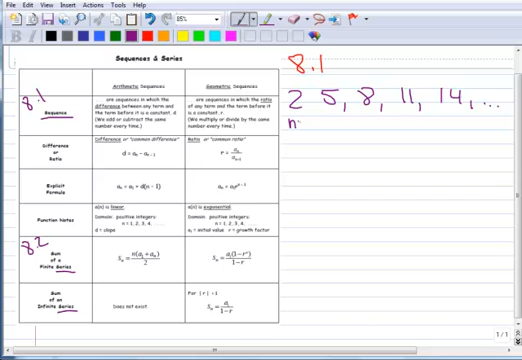 File Edit View Insert Actions Tools Help
85%
B
Sequences & Series
8.1
Arithmetic Sequences
Geometric Sequences
8.1
Sequence
are sequences in which the difference between any term and the term before it is a constant. d
(We add or subtract the same number every time.)
are sequences in which the ratio of any term and the term before it is a constant. r
(We multiply or divide by the same number every time.)
2 5, 8, 11, 14, ...
n
Difference or Ratio
Difference or "common difference"
d = aₙ – aₙ₋₁
Ratio or "common ratio"
r = aₙ / aₙ₋₁
Explicit Formula
aₙ = a₁ + d(n - 1)
aₙ = a₁rⁿ⁻¹
Function Notes
a(n) is linear.
Domain: positive integers:
n = 1, 2, 3, 4, ...
d = slope
a(n) is exponential.
Domain: positive integers:
n = 1, 2, 3, 4, ...
a₁ = initial value r = growth factor
8.2
Sum of a Finite Series
Sₙ = n(a₁ + aₙ) / 2
Sₙ = a₁(1 - rⁿ) / 1 - r
Sum of an Infinite Series
Does not exist.
For | r | < 1
Sₙ = a₁ / 1 - r
1/1